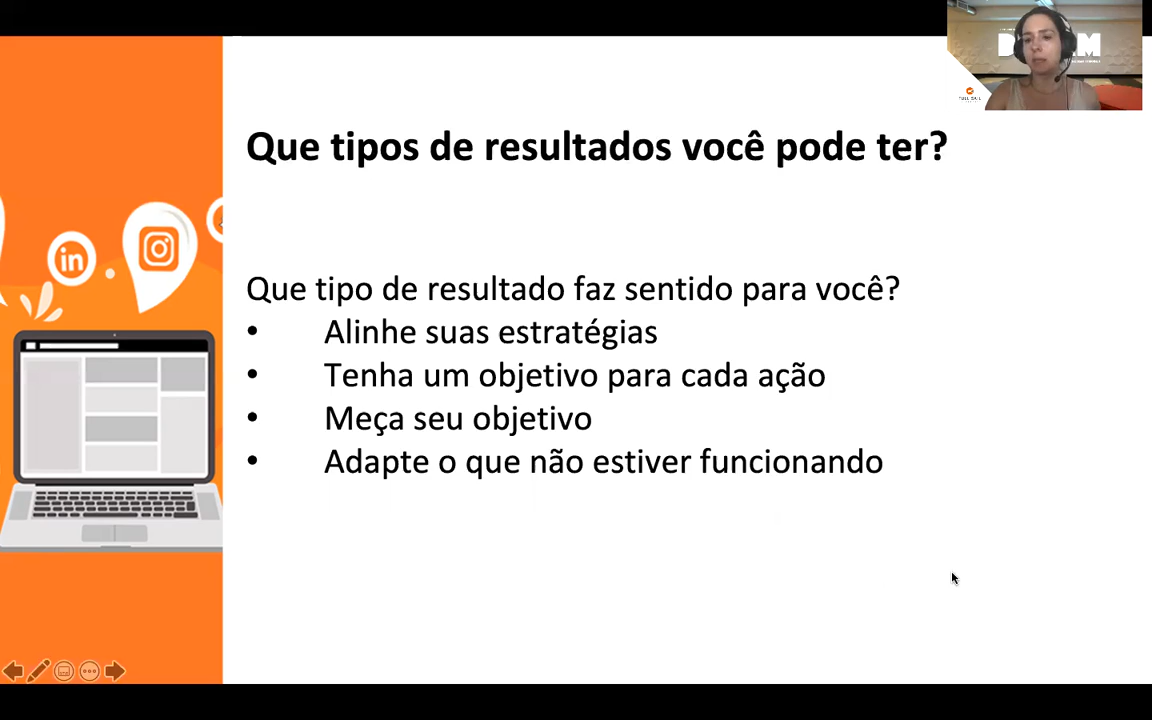 Que tipos de resultados você pode ter?
Que tipo de resultado faz sentido para você?
• Alinhe suas estratégias
• Tenha um objetivo para cada ação
• Meça seu objetivo
• Adapte o que não estiver funcionando
in